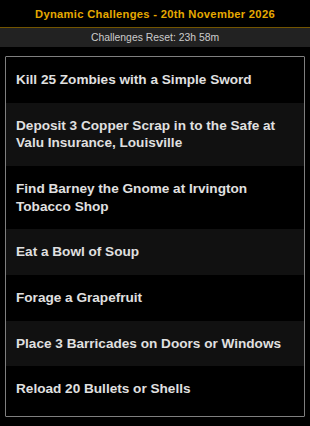 Dynamic Challenges - 20th November 2026
Challenges Reset: 23h 58m
Kill 25 Zombies with a Simple Sword
Deposit 3 Copper Scrap in to the Safe at
Valu Insurance, Louisville
Find Barney the Gnome at Irvington
Tobacco Shop
Eat a Bowl of Soup
Forage a Grapefruit
Place 3 Barricades on Doors or Windows
Reload 20 Bullets or Shells